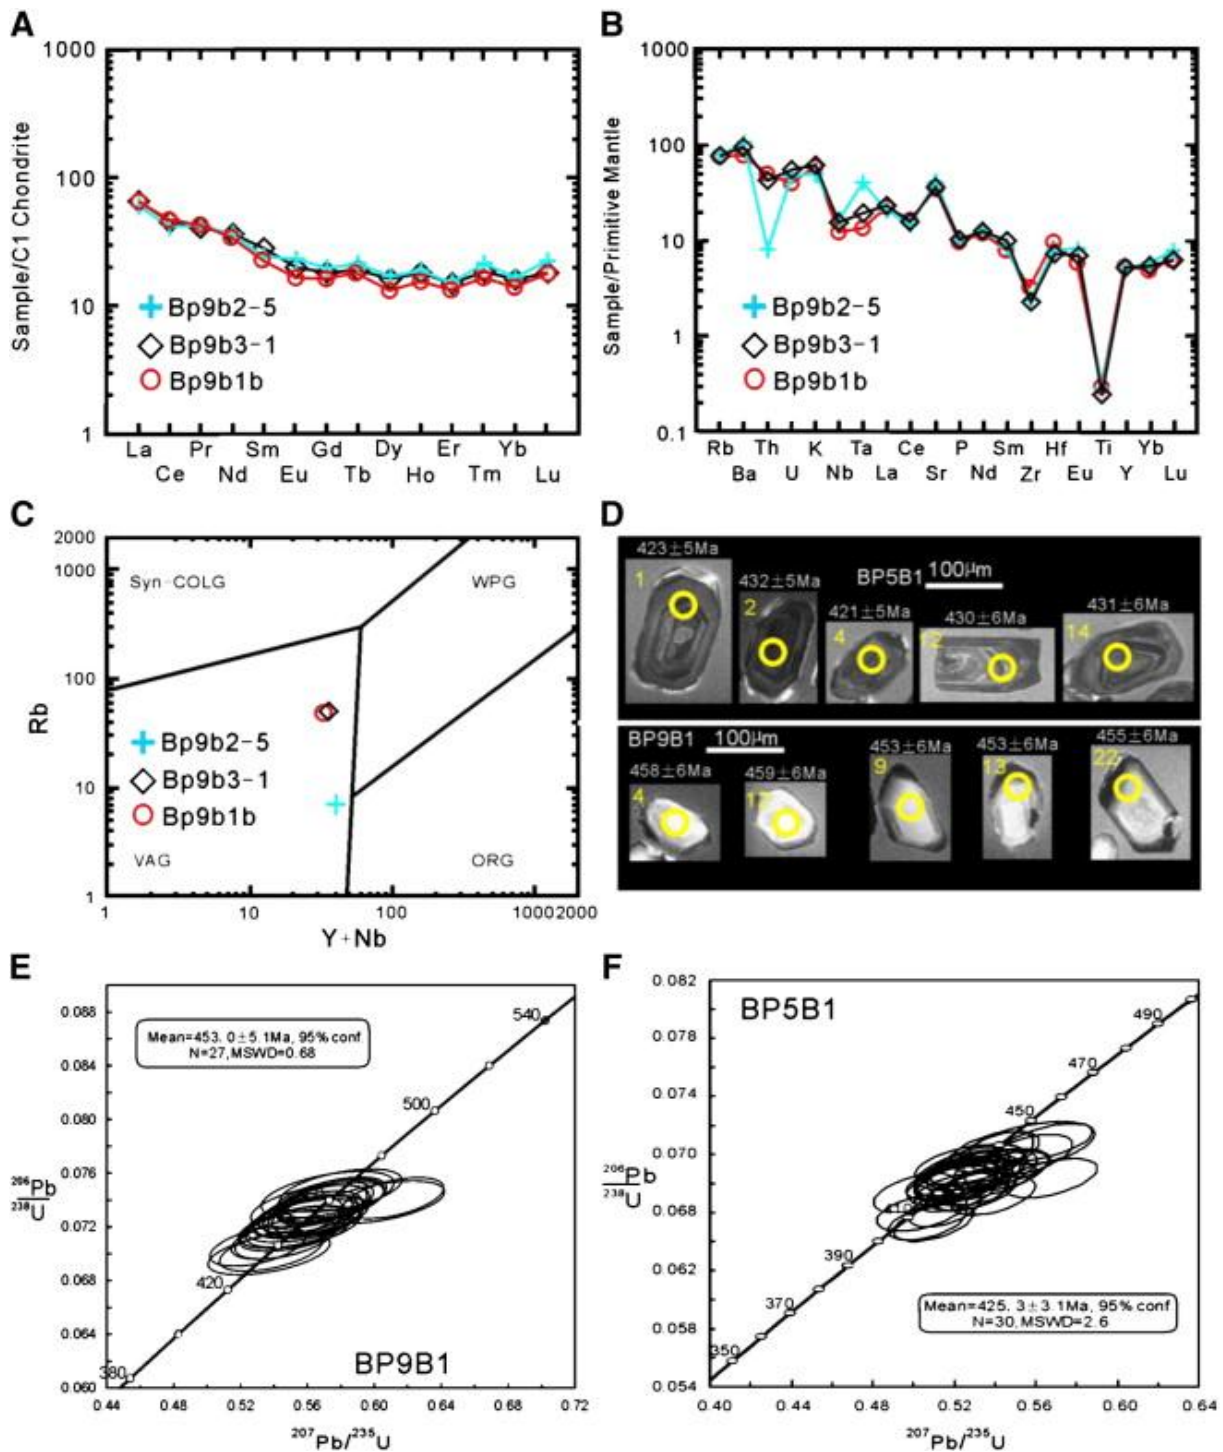 A
1000
100
10
1
Sample/C1 Chondrite
Bp9b2-5
Bp9b3-1
Bp9b1b
La Pr Sm Gd Dy Er Yb
Ce Nd Eu Tb Ho Tm Lu
B
1000
100
10
1
0.1
Sample/Primitive Mantle
Bp9b2-5
Bp9b3-1
Bp9b1b
Rb Th K Ta Ce P Sm Hf Ti Yb
Ba U Nb La Sr Nd Zr Eu Y Lu
C
2000
1000
100
10
1
Rb
Syn-COLG
WPG
Bp9b2-5
Bp9b3-1
Bp9b1b
VAG
ORG
1 10 100 1000 2000
Y+Nb
D
423±5Ma
1
432±5Ma
2
BP5B1
100μm
421±5Ma
4
430±6Ma
12
431±6Ma
14
BP9B1
100μm
458±6Ma
4
459±6Ma
453±6Ma
9
453±6Ma
13
455±6Ma
22
E
0.088
0.084
0.080
0.076
0.072
0.068
0.064
0.060
206Pb
238U
Mean=453.0±5.1Ma, 95% conf
N=27,MSWD=0.68
540
500
420
380
BP9B1
0.44 0.48 0.52 0.56 0.60 0.64 0.68 0.72
207Pb/235U
F
0.082
0.078
0.074
0.070
0.068
0.062
0.058
0.054
206Pb
238U
BP5B1
490
470
450
390
370
350
Mean=425.3±3.1Ma, 95% conf
N=30,MSWD=2.6
0.40 0.44 0.48 0.52 0.56 0.60 0.64
207Pb/235U